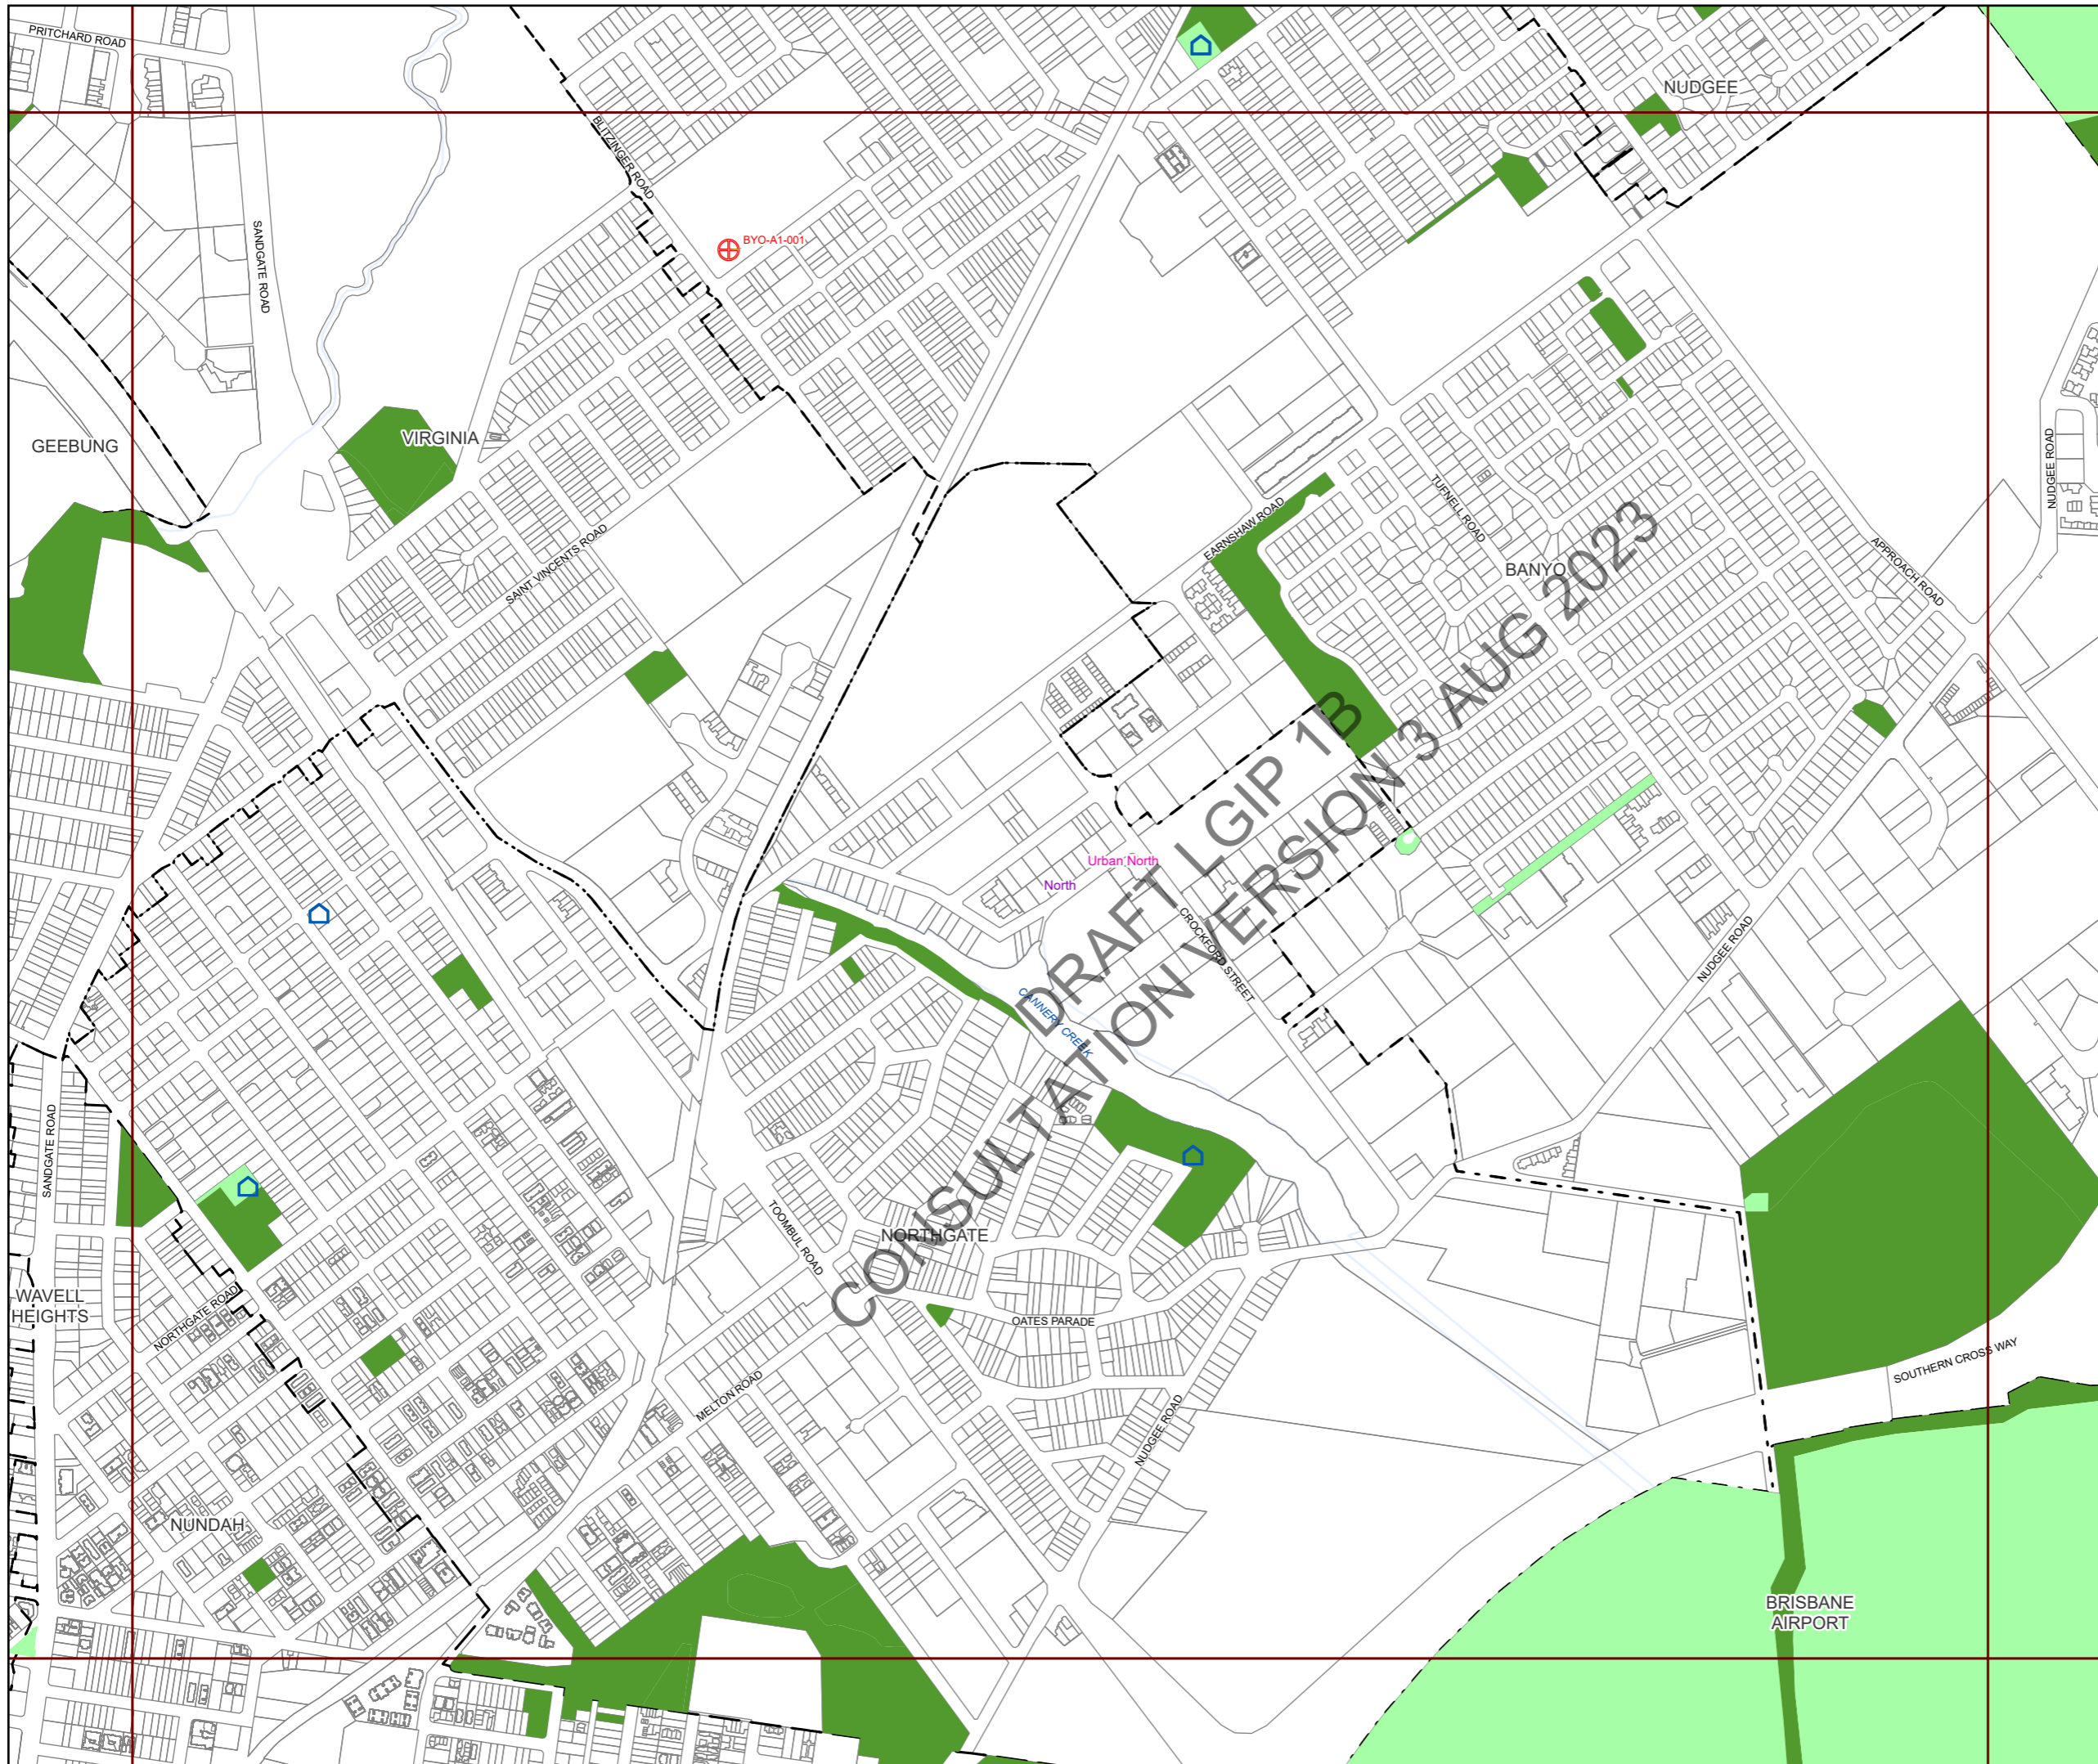 PRITCHARD ROAD
NUDGEE
BLITZINGER ROAD
SANDGATE ROAD
BYO-A1-001
GEEBUNG
VIRGINIA
NUDGEE ROAD
TUFNELL ROAD
EARNSHAW ROAD
SAINT VINCENTS ROAD
BANYO
APPROACH ROAD
Urban North
North
CROCKFORD STREET
NUDGEE ROAD
CANNERY CREEK
DRAFT LGIP 1B
CONSULTATION VERSION 3 AUG 2023
SANDGATE ROAD
TOOMBUL ROAD
NORTHGATE
WAVELL
HEIGHTS
NORTHGATE ROAD
OATES PARADE
SOUTHERN CROSS WAY
MELTON ROAD
NUDGEE ROAD
NUNDAH
BRISBANE
AIRPORT